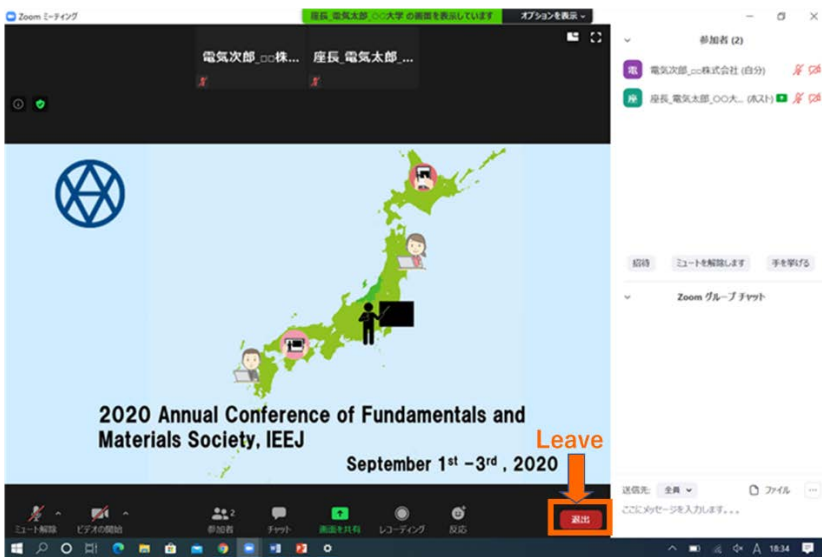 Zoom ミーティング
座長_電気太郎_○○大学 の画面を表示しています
オプションを表示
電気次郎_□□株...
座長_電気太郎_...
2020 Annual Conference of Fundamentals and
Materials Society, IEEJ
September 1st -3rd , 2020
Leave
ミュート解除
ビデオの開始
2
参加者
チャット
画面を共有
レコーディング
反応
退出
参加者 (2)
電 電気次郎_□□株式会社 (自分)
座 座長_電気太郎_○○大... (ホスト)
招待
ミュートを解除します
手を挙げる
Zoom グループ チャット
送信先: 全員
ファイル
ここにメッセージを入力します。。。
A 18:34